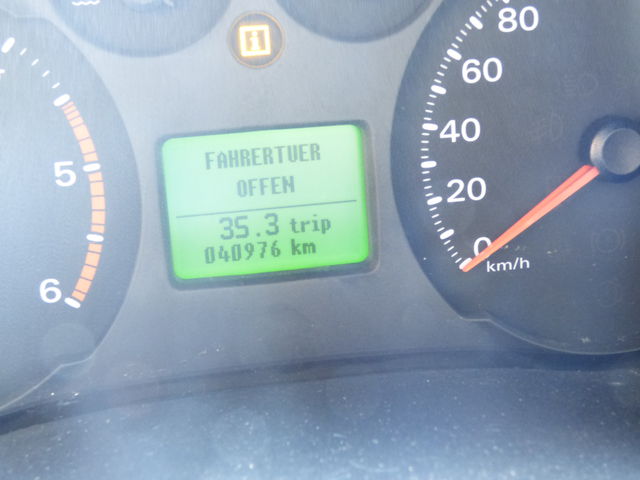 FAHRERTUER
OFFEN
35.3 trip
040976 km
5
6
80
60
40
20
0
km/h
i